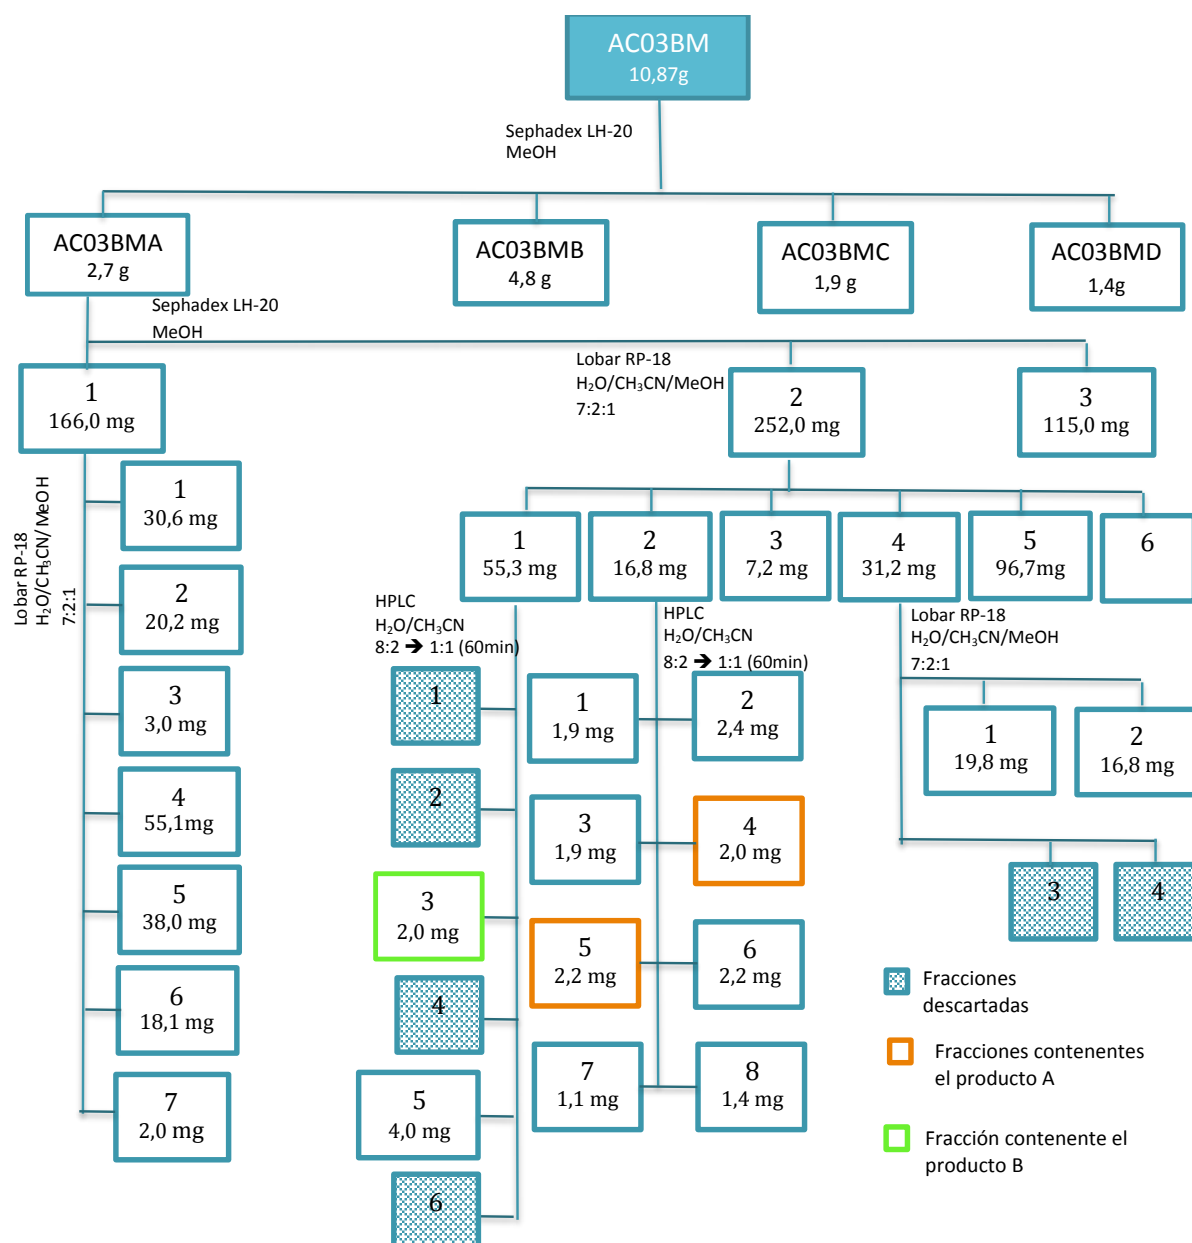 AC03BM
10,87g
Sephadex LH-20
MeOH
AC03BMA
2,7 g
AC03BMB
4,8 g
AC03BMC
1,9 g
AC03BMD
1,4g
Sephadex LH-20
MeOH
Lobar RP-18
H₂O/CH₃CN/MeOH
7:2:1
1
166,0 mg
2
252,0 mg
3
115,0 mg
Lobar RP-18
H₂O/CH₃CN/MeOH
7:2:1
1
30,6 mg
2
20,2 mg
3
3,0 mg
4
55,1mg
5
38,0 mg
6
18,1 mg
7
2,0 mg
1
55,3 mg
2
16,8 mg
3
7,2 mg
4
31,2 mg
5
96,7mg
6
HPLC
H₂O/CH₃CN
8:2 ➔ 1:1 (60min)
1
2
3
2,0 mg
4
5
4,0 mg
6
HPLC
H₂O/CH₃CN
8:2 ➔ 1:1 (60min)
1
1,9 mg
2
2,4 mg
3
1,9 mg
4
2,0 mg
5
2,2 mg
6
2,2 mg
7
1,1 mg
8
1,4 mg
Lobar RP-18
H₂O/CH₃CN/MeOH
7:2:1
1
19,8 mg
2
16,8 mg
3
4
Fracciones
descartadas
Fracciones contenentes
el producto A
Fracción contenente el
producto B